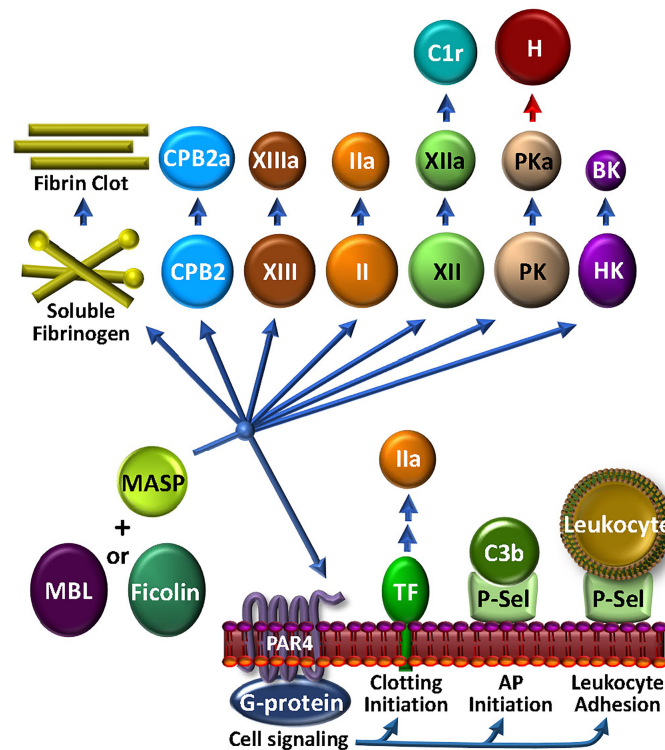 C1r
H
CPB2a
XIIIa
IIa
XIIa
PKa
BK
Fibrin Clot
CPB2
XIII
II
XII
PK
HK
Soluble
Fibrinogen
IIa
MASP
+
or
MBL
Ficolin
Leukocyte
C3b
TF
P-Sel
P-Sel
PAR4
G-protein
Cell signaling
Clotting
Initiation
AP
Initiation
Leukocyte
Adhesion